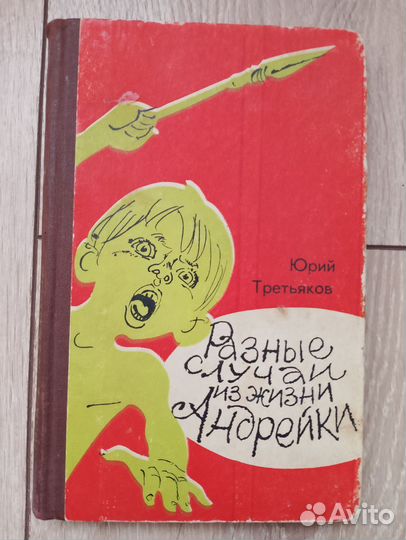 Юрий
Третьяков
Разные
случаи
из жизни
Андрейки
Avito